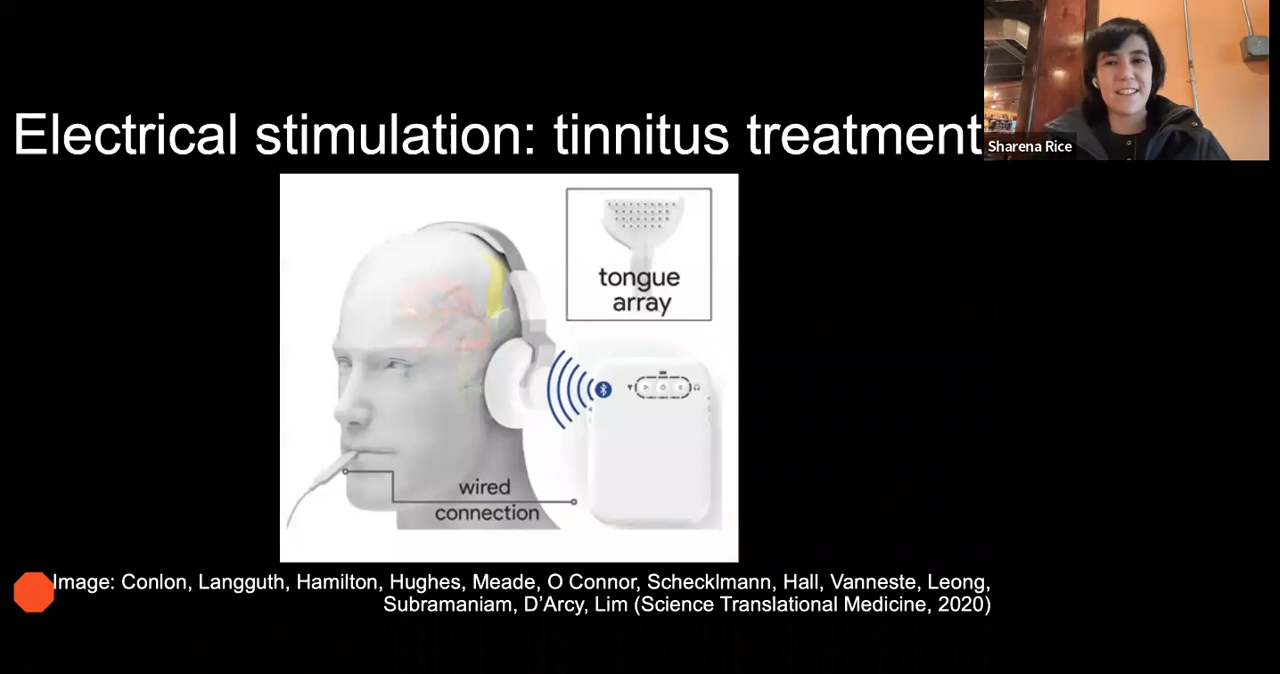 Electrical stimulation: tinnitus treatment
Sharena Rice
tongue
array
wired
connection
Image: Conlon, Langguth, Hamilton, Hughes, Meade, O Connor, Schecklmann, Hall, Vanneste, Leong,
Subramaniam, D’Arcy, Lim (Science Translational Medicine, 2020)